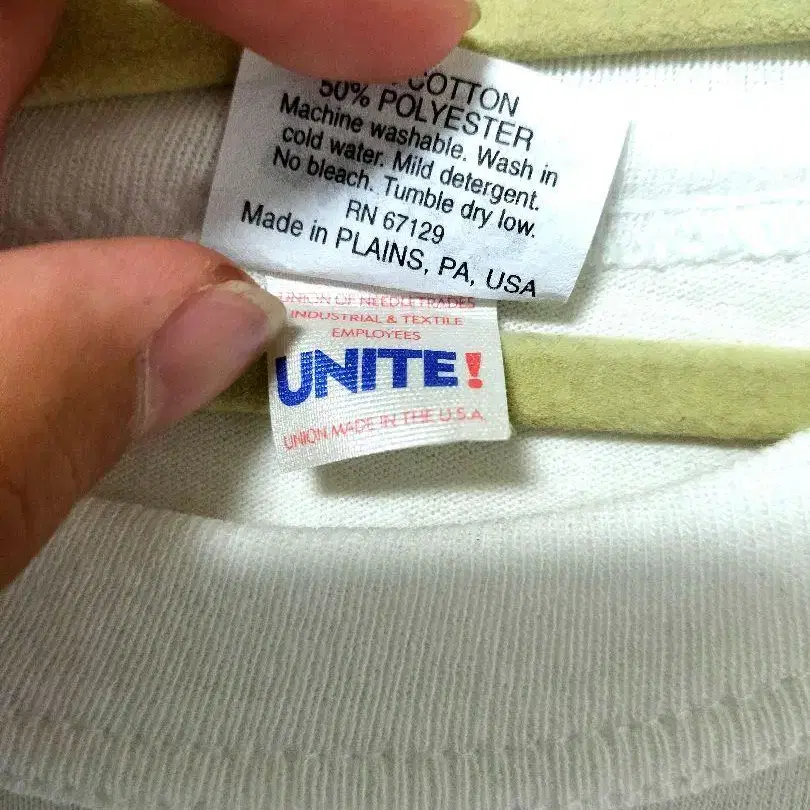 COTTON
50% POLYESTER
Machine washable. Wash in
cold water. Mild detergent.
No bleach. Tumble dry low.
RN 67129
Made in PLAINS, PA, USA
UNION OF NEEDLETRADES
INDUSTRIAL & TEXTILE
EMPLOYEES
UNITE!
UNION MADE IN THE U.S.A.